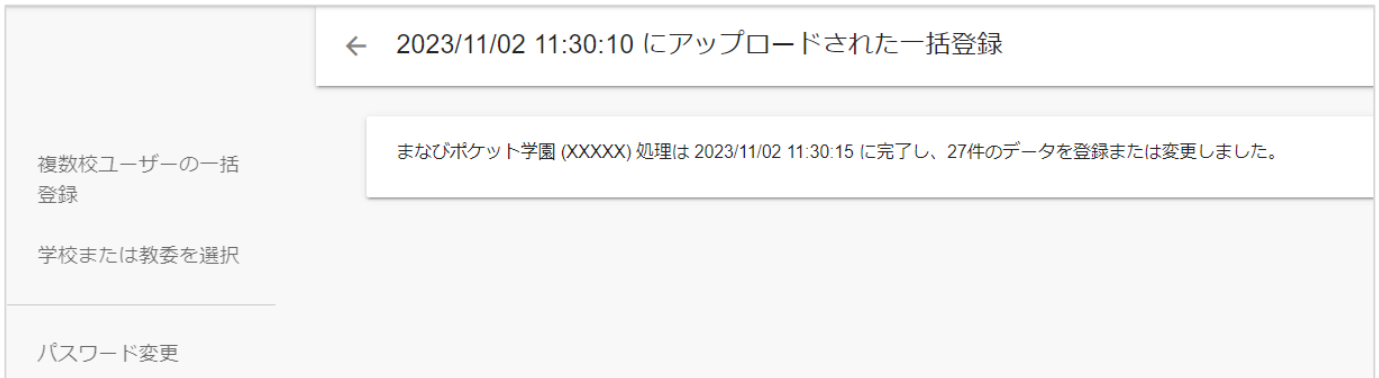 ← 2023/11/02 11:30:10 にアップロードされた一括登録
まなびポケット学園 (XXXXX) 処理は 2023/11/02 11:30:15 に完了し、27件のデータを登録または変更しました。
複数校ユーザーの一括
登録
学校または教委を選択
パスワード変更